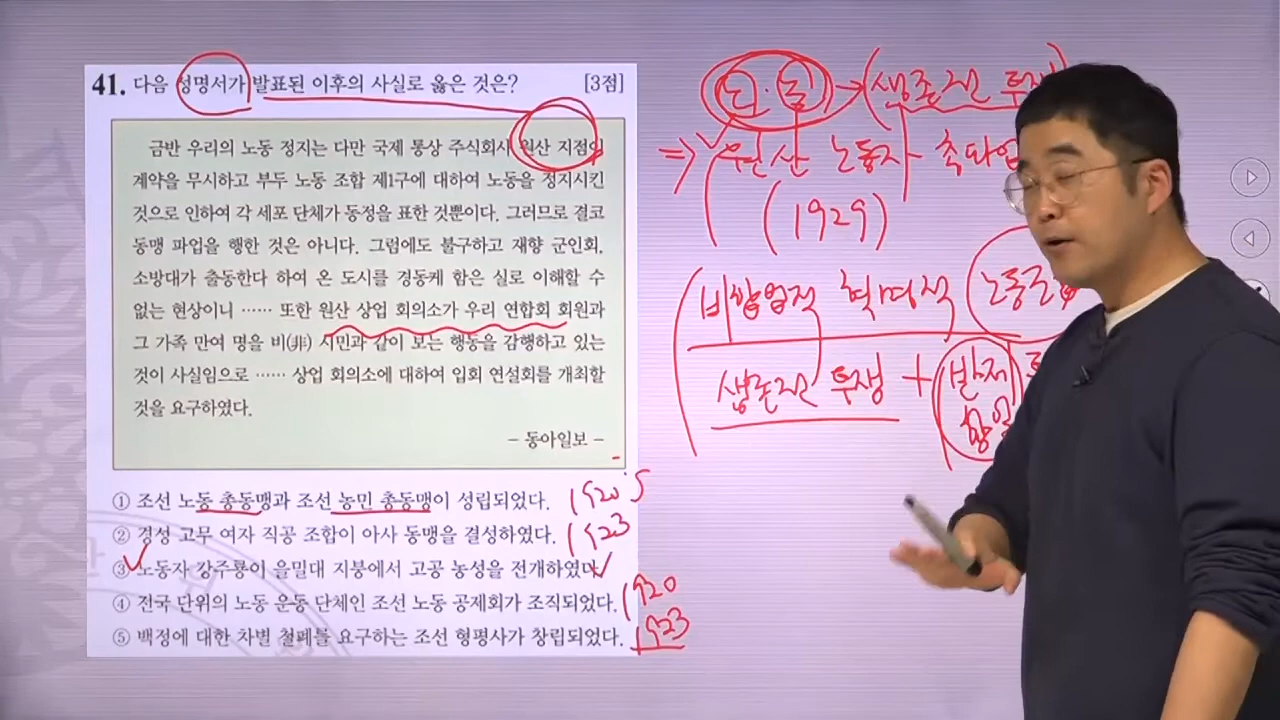 41. 다음 성명서가 발표된 이후의 사실로 옳은 것은? [3점]
금반 우리의 노동 정지는 다만 국제 통상 주식회사 원산 지점이
계약을 무시하고 부두 노동 조합 제1구에 대하여 노동을 정지시킨
것으로 인하여 각 세포 단체가 동정을 표한 것뿐이다. 그러므로 결코
동맹 파업을 행한 것은 아니다. 그럼에도 불구하고 재향 군인회,
소방대가 출동한다 하여 온 도시를 경동케 함은 실로 이해할 수
없는 현상이니 …… 또한 원산 상업 회의소가 우리 연합회 회원과
그 가족 만여 명을 비(非) 시민과 같이 보는 행동을 감행하고 있는
것이 사실임으로 …… 상업 회의소에 대하여 입회 연설회를 개최할
것을 요구하였다.
- 동아일보 -
① 조선 노동 총동맹과 조선 농민 총동맹이 성립되었다. 1920's
② 경성 고무 여자 직공 조합이 아사 동맹을 결성하였다. 1923
③ 노동자 강주룡이 을밀대 지붕에서 고공 농성을 전개하였다.
④ 전국 단위의 노동 운동 단체인 조선 노동 공제회가 조직되었다. 1920
⑤ 백정에 대한 차별 철폐를 요구하는 조선 형평사가 창립되었다. 1923
→ 생존권 투쟁
⇒ 원산 노동자 총파업
(1929)
비합법적 혁명적
생존권 투쟁 + 반제
항일